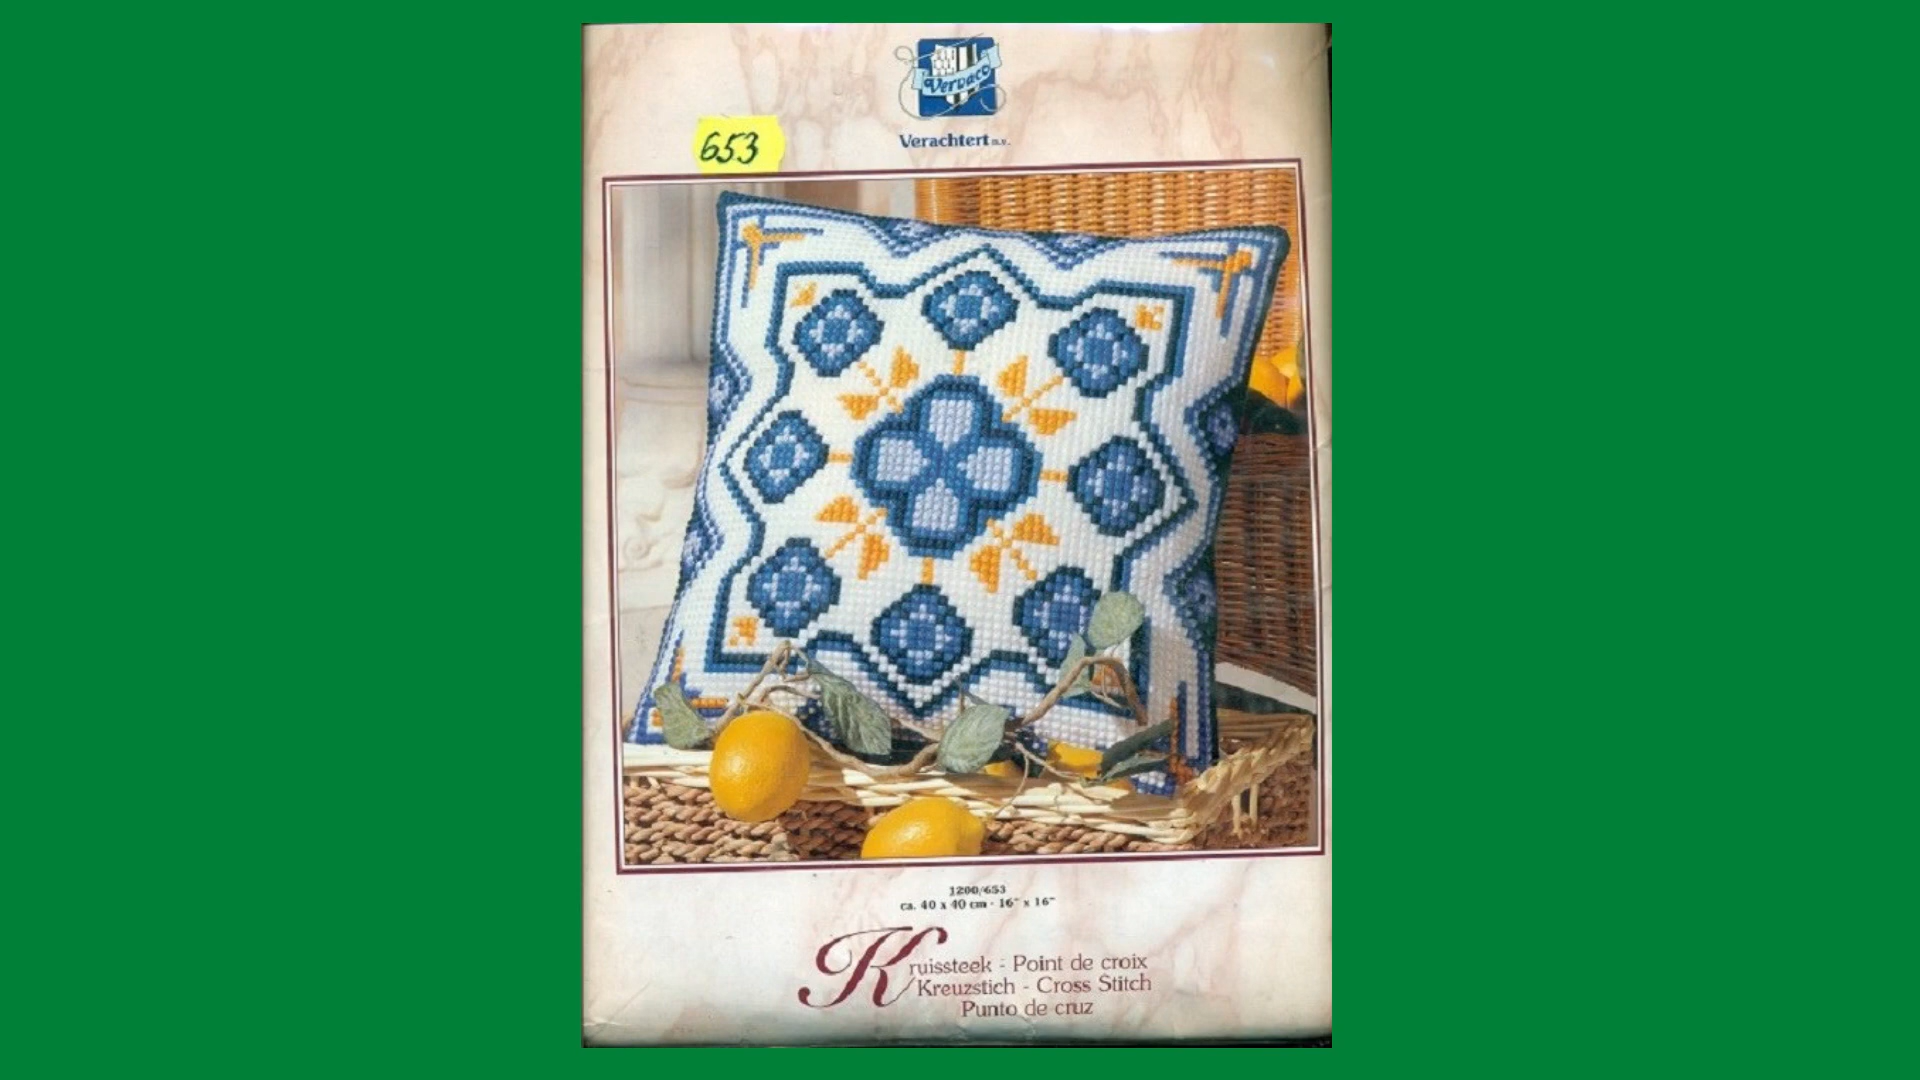 Vervaco
Verachtert n.v.
653
1200/653
ca. 40 x 40 cm - 16" x 16"
Kruissteek - Point de croix
Kreuzstich - Cross Stitch
Punto de cruz